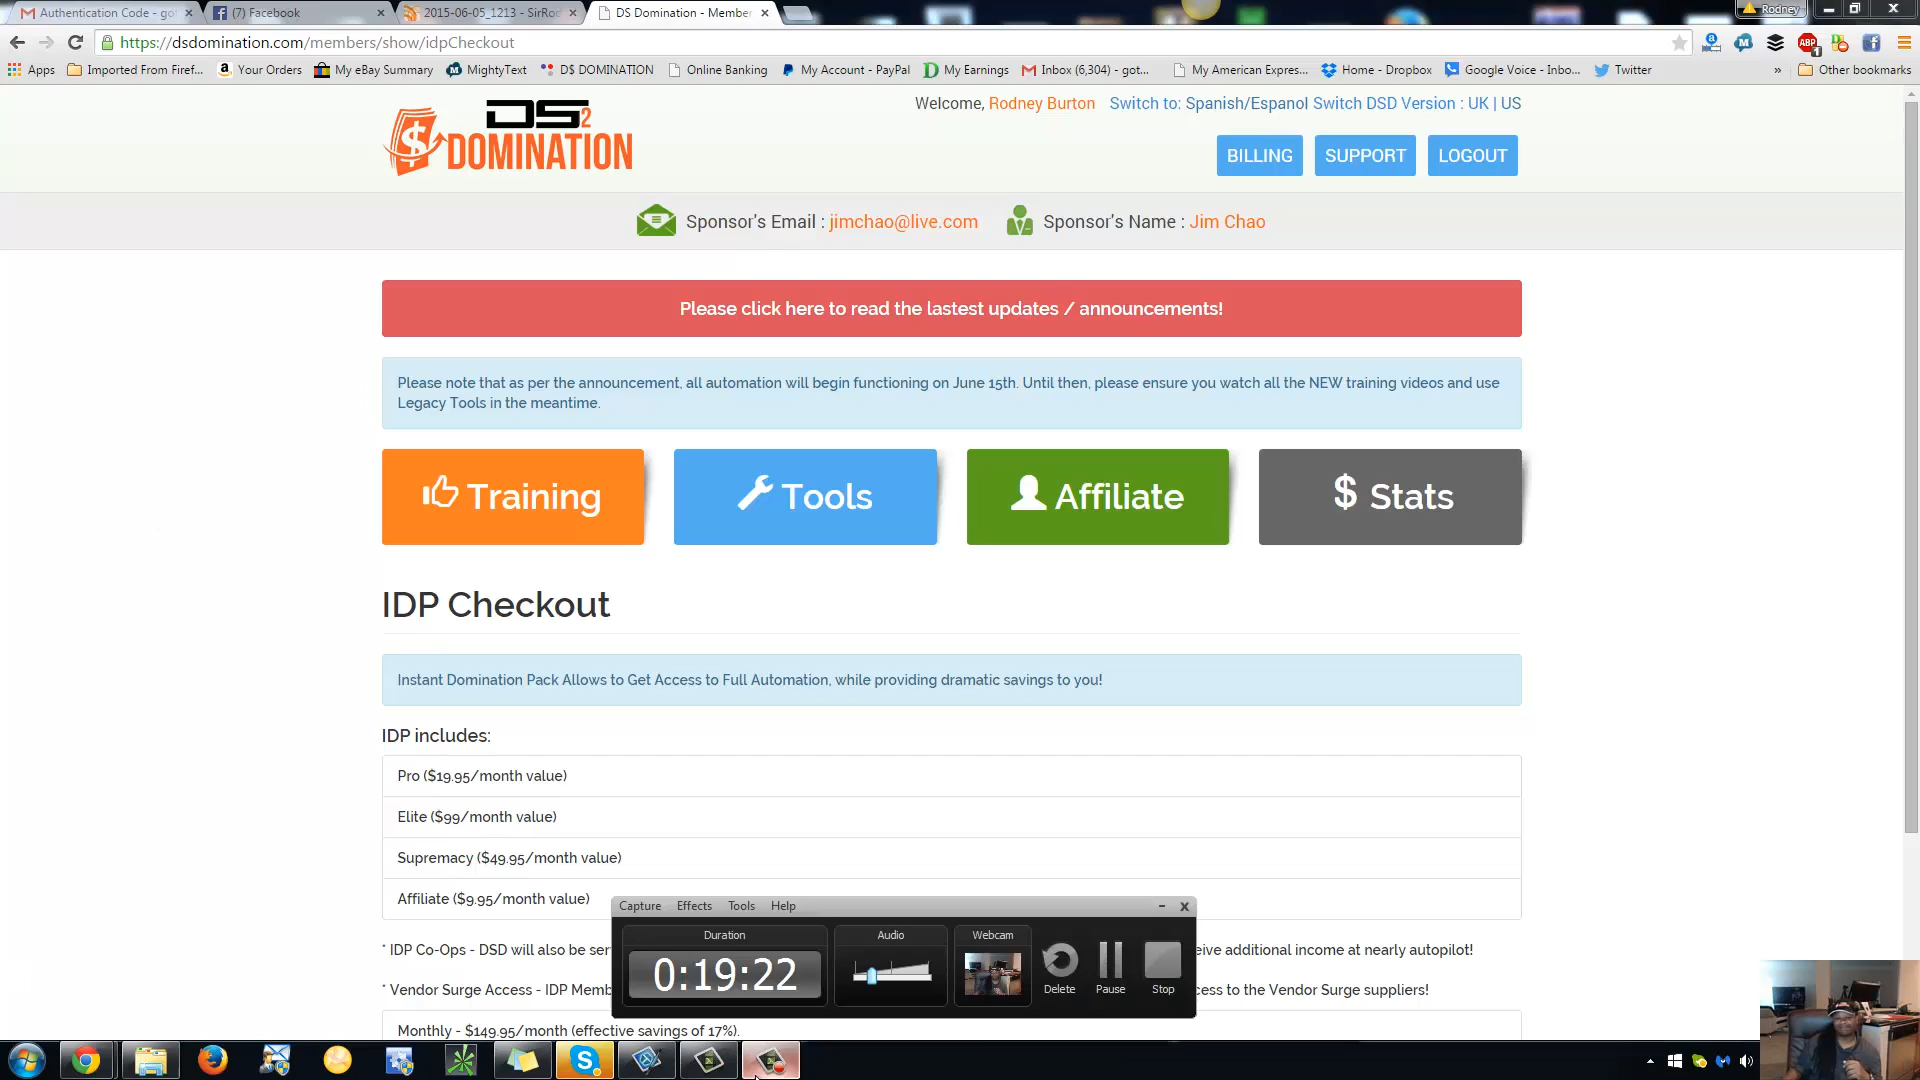 Authentication Code - go
(7) Facebook
2015-06-05_1213 - SirRod
DS Domination - Member
Rodney
https://dsdomination.com/members/show/idpCheckout
Apps
Imported From Firef...
Your Orders
My eBay Summary
MightyText
D$ DOMINATION
Online Banking
My Account - PayPal
My Earnings
Inbox (6,304) - got...
My American Expres...
Home - Dropbox
Google Voice - Inbo...
Twitter
»
Other bookmarks
DS2
DOMINATION
Welcome, Rodney Burton Switch to: Spanish/Espanol Switch DSD Version : UK | US
BILLING
SUPPORT
LOGOUT
Sponsor's Email : jimchao@live.com
Sponsor's Name : Jim Chao
Please click here to read the lastest updates / announcements!
Please note that as per the announcement, all automation will begin functioning on June 15th. Until then, please ensure you watch all the NEW training videos and use
Legacy Tools in the meantime.
Training
Tools
Affiliate
$ Stats
IDP Checkout
Instant Domination Pack Allows to Get Access to Full Automation, while providing dramatic savings to you!
IDP includes:
Pro ($19.95/month value)
Elite ($99/month value)
Supremacy ($49.95/month value)
Affiliate ($9.95/month value)
* IDP Co-Ops - DSD will also be ser
eive additional income at nearly autopilot!
* Vendor Surge Access - IDP Memb
cess to the Vendor Surge suppliers!
Monthly - $149.95/month (effective savings of 17%).
Capture Effects Tools Help
Duration
0:19:22
Audio
Webcam
Delete
Pause
Stop